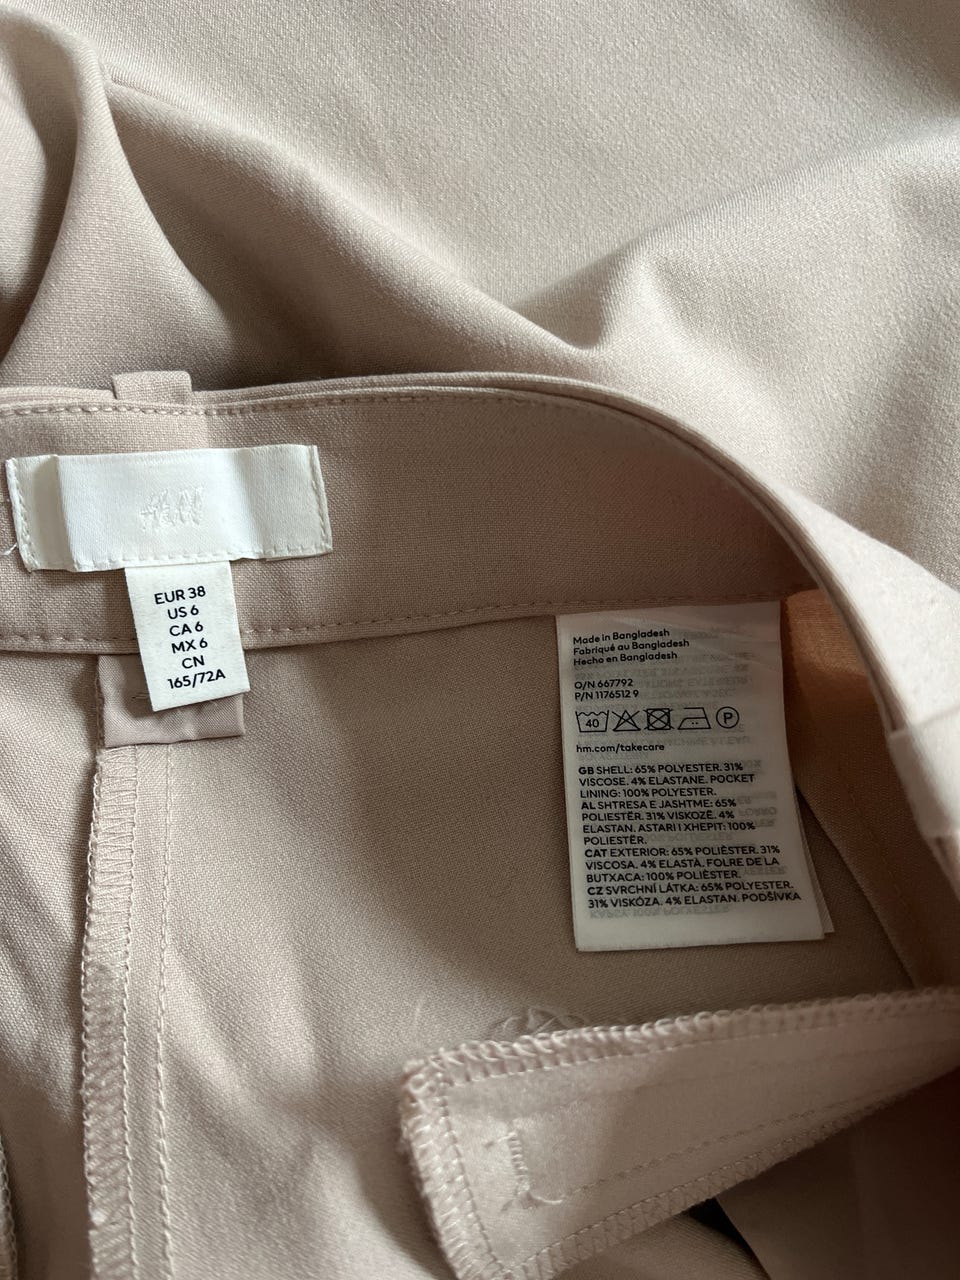 H&M
EUR 38
US 6
CA 6
MX 6
CN
165/72A
Made in Bangladesh
Fabriqué au Bangladesh
Hecho en Bangladesh
O/N 667792
P/N 1176512 9
40
P
hm.com/takecare
GB SHELL: 65% POLYESTER. 31%
VISCOSE. 4% ELASTANE. POCKET
LINING: 100% POLYESTER.
AL SHTRESA E JASHTME: 65%
POLIESTËR. 31% VISKOZË. 4%
ELASTAN. ASTARI I XHEPIT: 100%
POLIESTËR.
CAT EXTERIOR: 65% POLIÈSTER. 31%
VISCOSA. 4% ELASTÀ. FOLRE DE LA
BUTXACA: 100% POLIÈSTER.
CZ SVRCHNÍ LÁTKA: 65% POLYESTER.
31% VISKÓZA. 4% ELASTAN. PODŠÍVKA